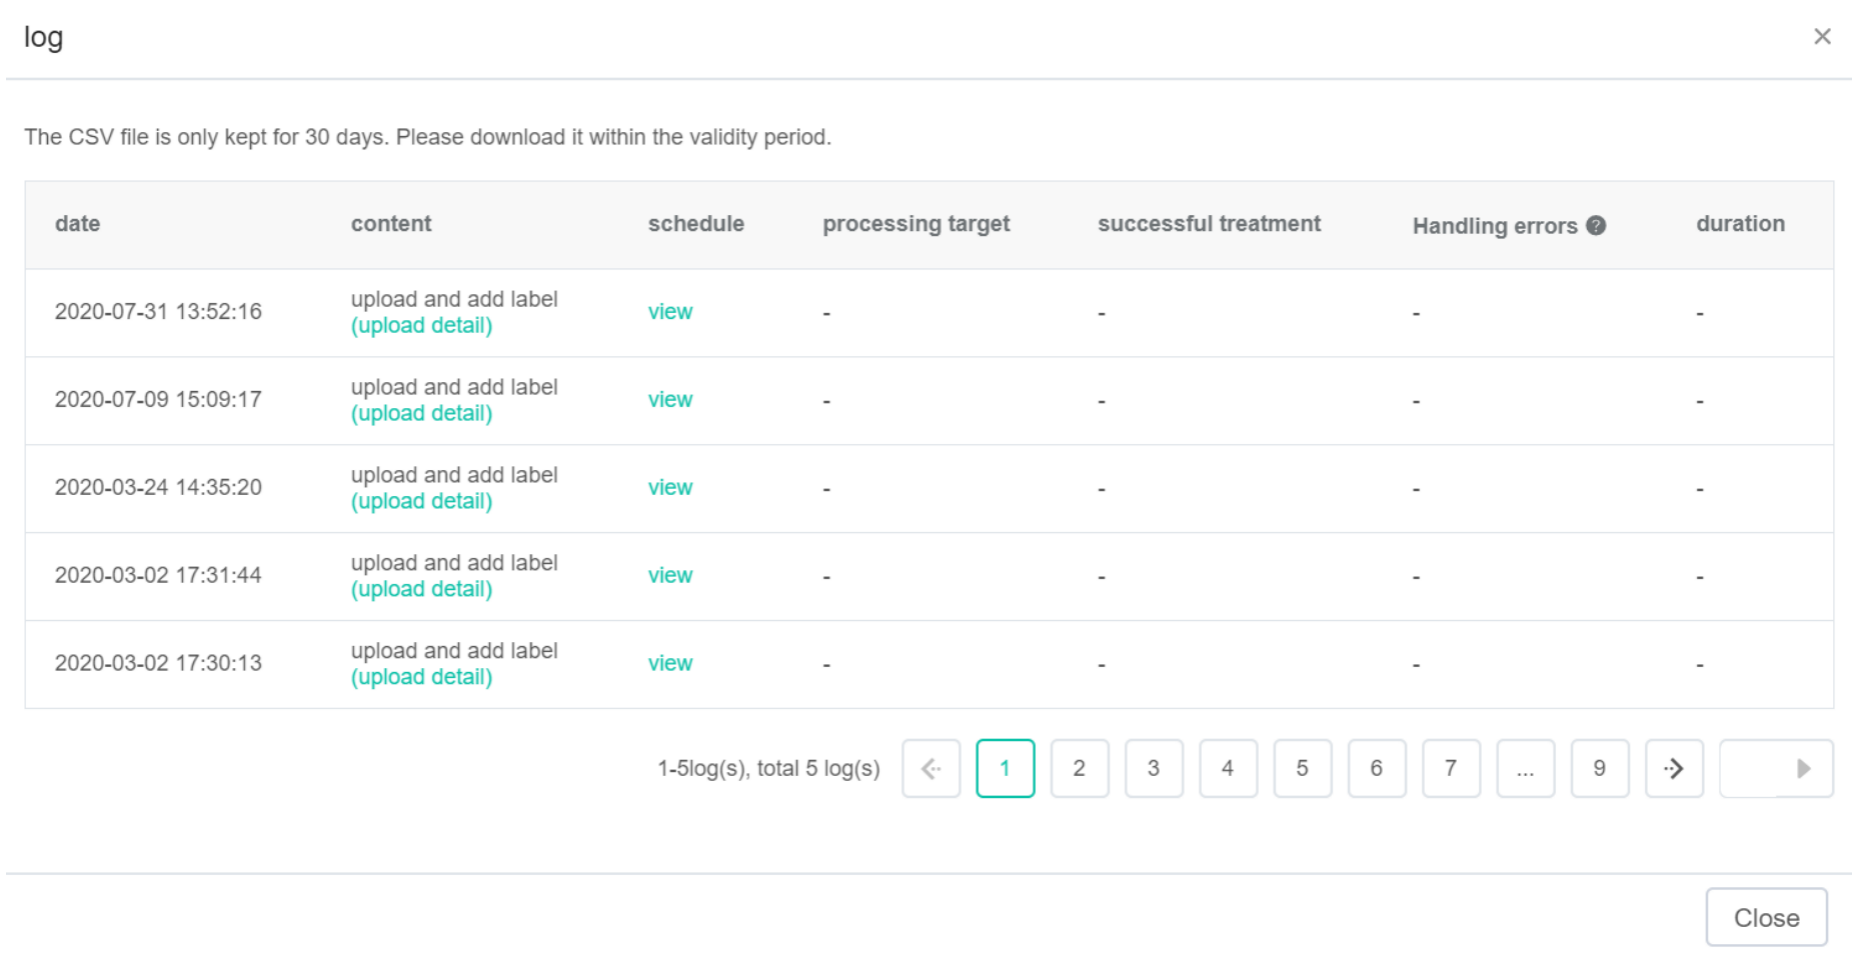 log ×
The CSV file is only kept for 30 days. Please download it within the validity period.
date content schedule processing target successful treatment Handling errors ? duration
2020-07-31 13:52:16 upload and add label view - - - -
(upload detail)
2020-07-09 15:09:17 upload and add label view - - - -
(upload detail)
2020-03-24 14:35:20 upload and add label view - - - -
(upload detail)
2020-03-02 17:31:44 upload and add label view - - - -
(upload detail)
2020-03-02 17:30:13 upload and add label view - - - -
(upload detail)
1-5log(s), total 5 log(s) 1 2 3 4 5 6 7 ... 9
Close